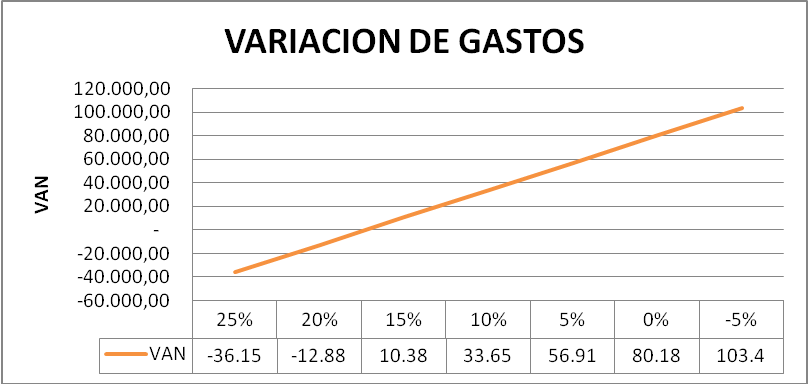 VARIACION DE GASTOS
VAN
120.000,00
100.000,00
80.000,00
60.000,00
40.000,00
20.000,00
-
-20.000,00
-40.000,00
-60.000,00
25% 20% 15% 10% 5% 0% -5%
VAN -36.15 -12.88 10.38 33.65 56.91 80.18 103.4